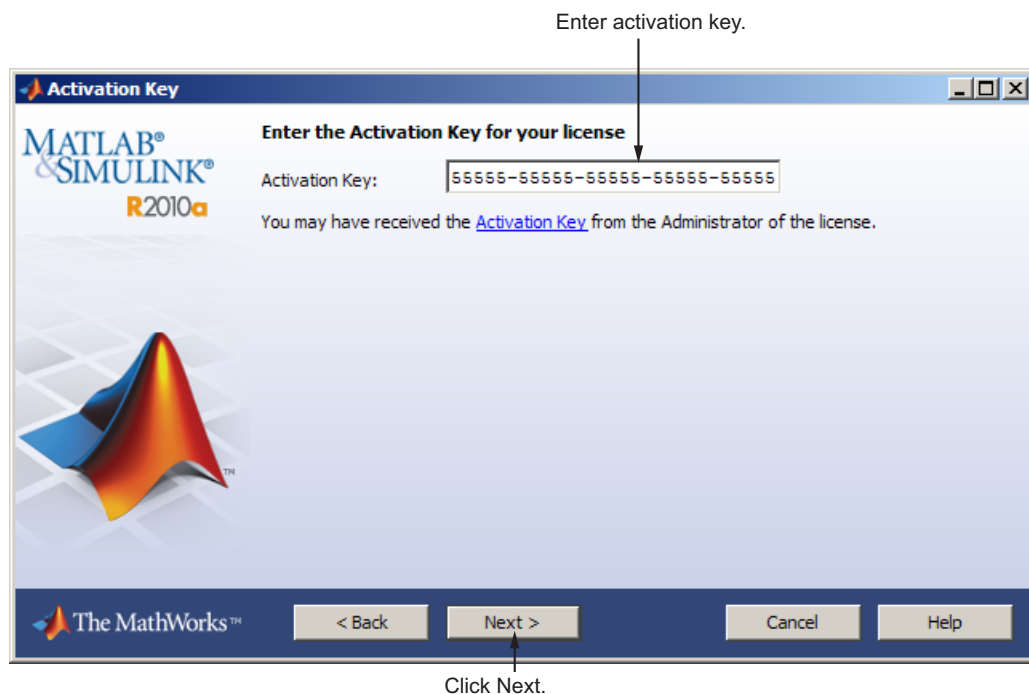 Enter activation key.
Activation Key
MATLAB®
&SIMULINK®
R2010a
Enter the Activation Key for your license
Activation Key:
55555-55555-55555-55555-55555
You may have received the Activation Key from the Administrator of the license.
TM
The MathWorks™
< Back
Next >
Cancel
Help
Click Next.